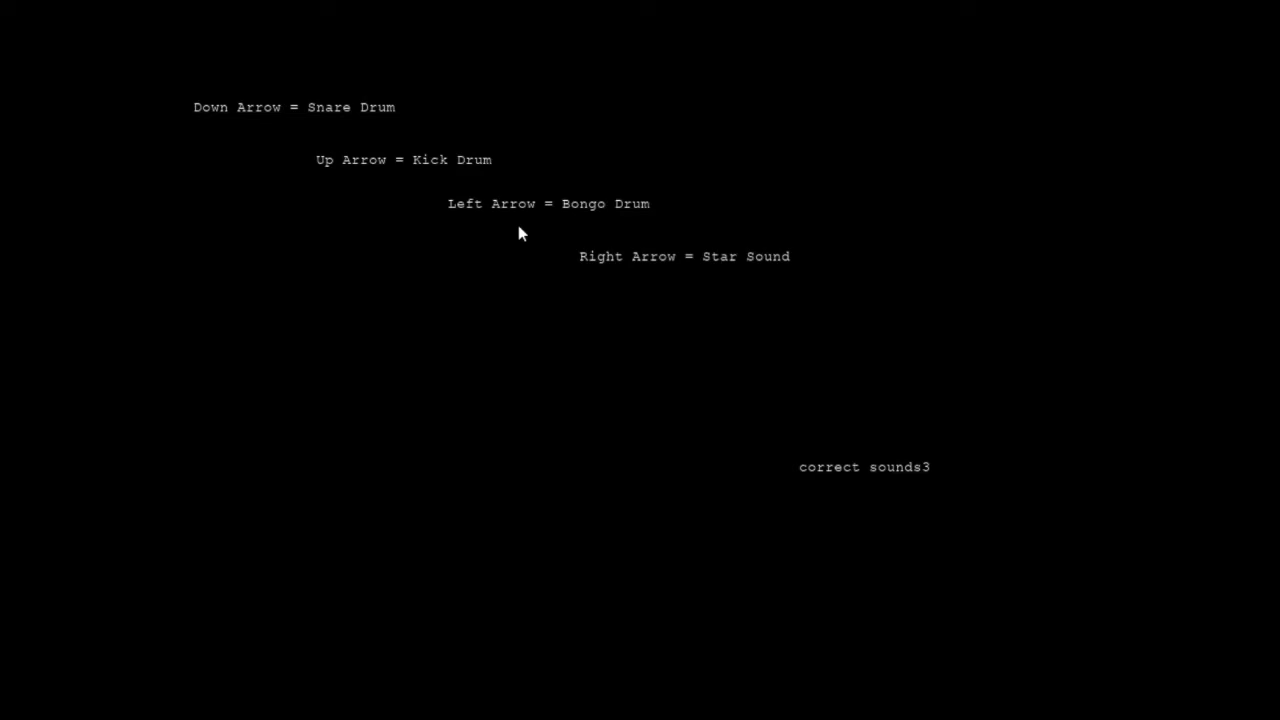 Down Arrow = Snare Drum
Up Arrow = Kick Drum
Left Arrow = Bongo Drum
Right Arrow = Star Sound
correct sounds3